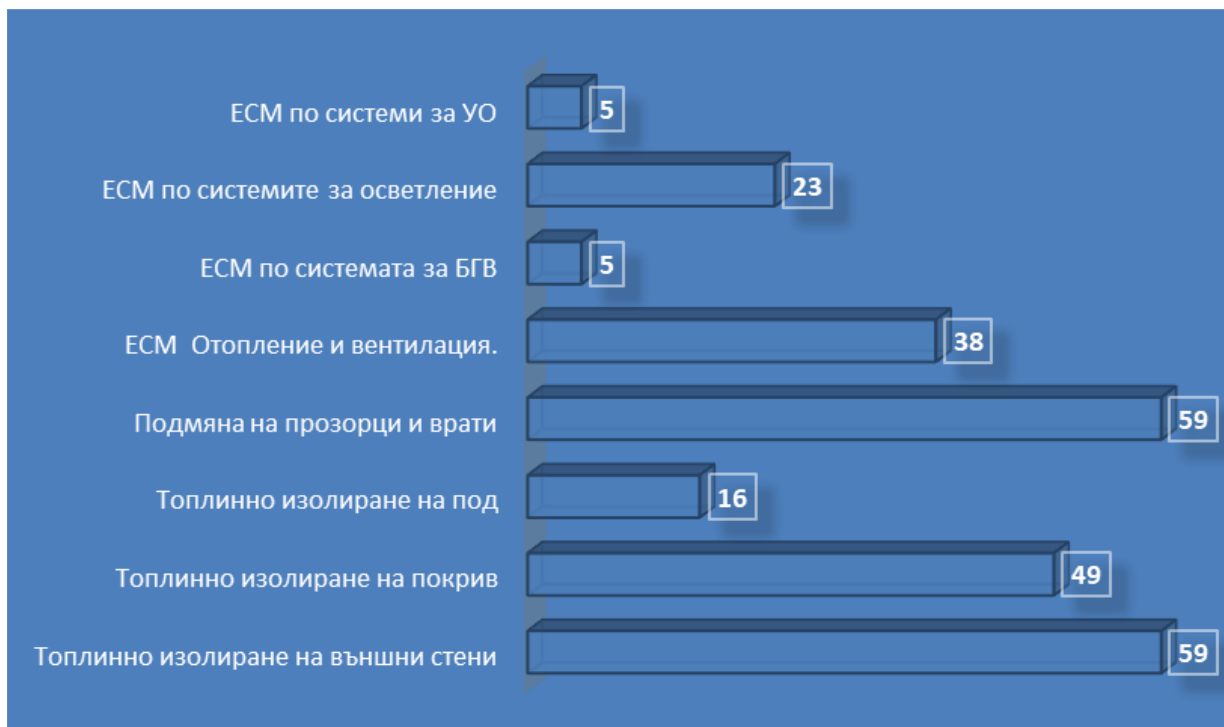 ЕСМ по системи за УО 5
ЕСМ по системите за осветление 23
ЕСМ по системата за БГВ 5
ЕСМ Отопление и вентилация. 38
Подмяна на прозорци и врати 59
Топлинно изолиране на под 16
Топлинно изолиране на покрив 49
Топлинно изолиране на външни стени 59